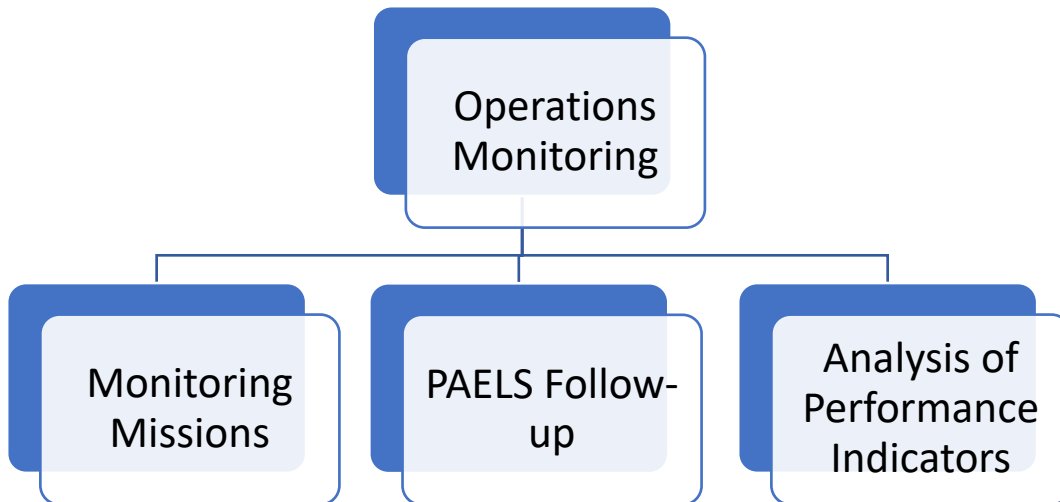 Operations
Monitoring
Monitoring
Missions
PAELS Follow-
up
Analysis of
Performance
Indicators